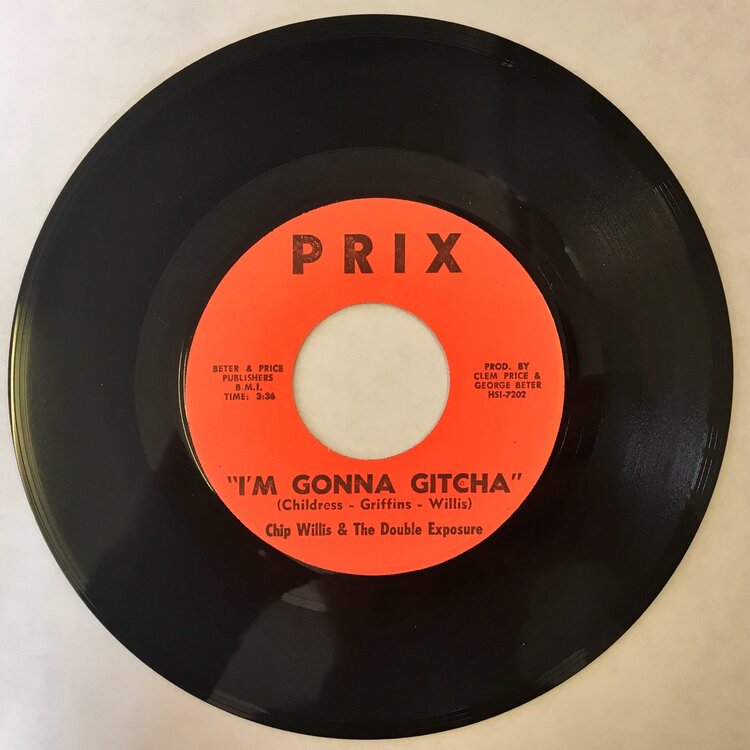 PRIX
BETER & PRICE
PUBLISHERS
B.M.I.
TIME: 3:36
PROD. BY
CLEM PRICE &
GEORGE BETER
HSI-7202
"I'M GONNA GITCHA"
(Childress - Griffins - Willis)
Chip Willis & The Double Exposure